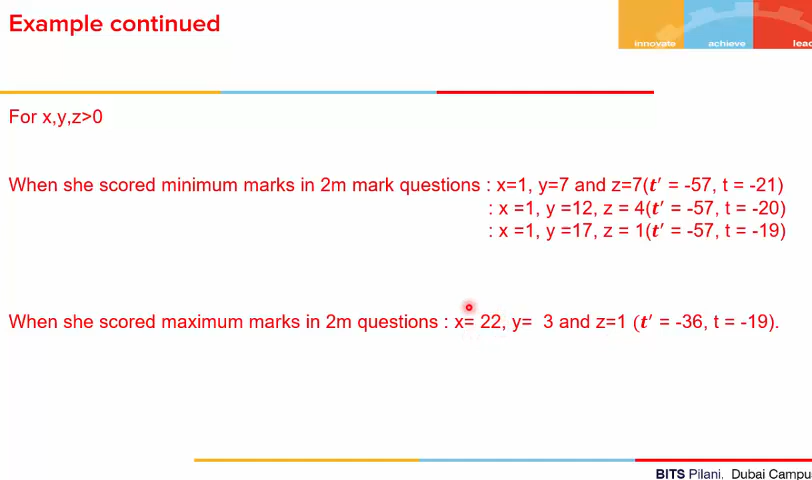 Example continued
innovate achieve lead
For x,y,z>0
When she scored minimum marks in 2m mark questions : x=1, y=7 and z=7(t′ = -57, t = -21)
: x =1, y =12, z = 4(t′ = -57, t = -20)
: x =1, y =17, z = 1(t′ = -57, t = -19)
When she scored maximum marks in 2m questions : x= 22, y= 3 and z=1 (t′ = -36, t = -19).
BITS Pilani, Dubai Campu